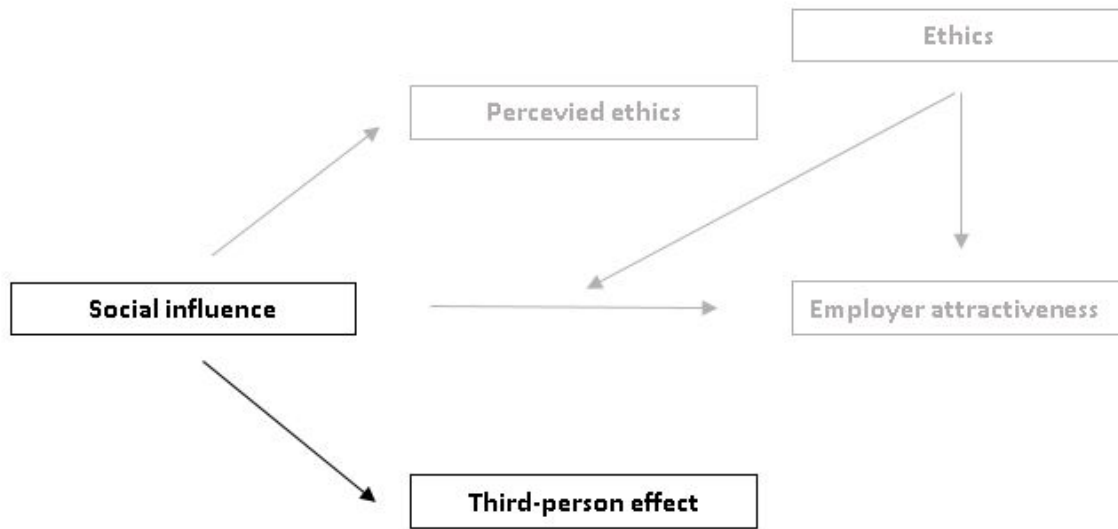 Ethics
Percevied ethics
Social influence
Employer attractiveness
Third-person effect